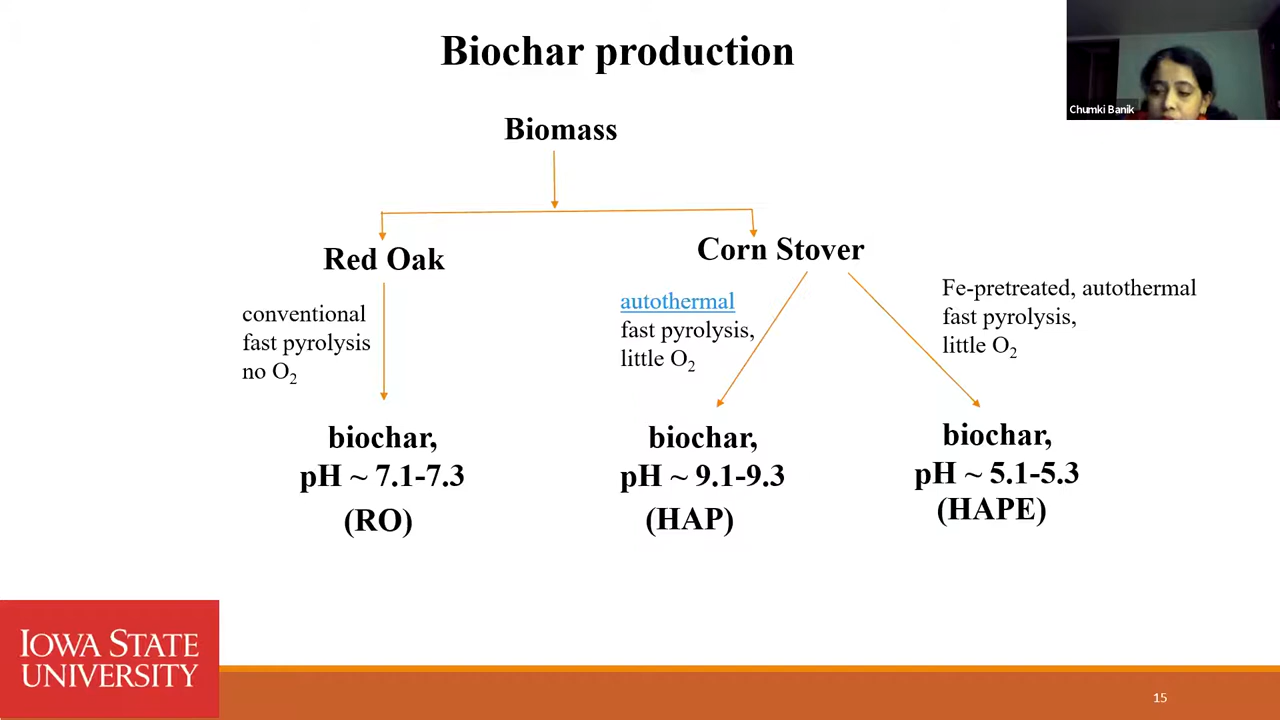 Biochar production
Chumki Banik
Biomass
Red Oak
Corn Stover
conventional
fast pyrolysis
no O₂
autothermal
fast pyrolysis,
little O₂
Fe-pretreated, autothermal
fast pyrolysis,
little O₂
biochar,
pH ~ 7.1-7.3
(RO)
biochar,
pH ~ 9.1-9.3
(HAP)
biochar,
pH ~ 5.1-5.3
(HAPE)
IOWA STATE
UNIVERSITY
15